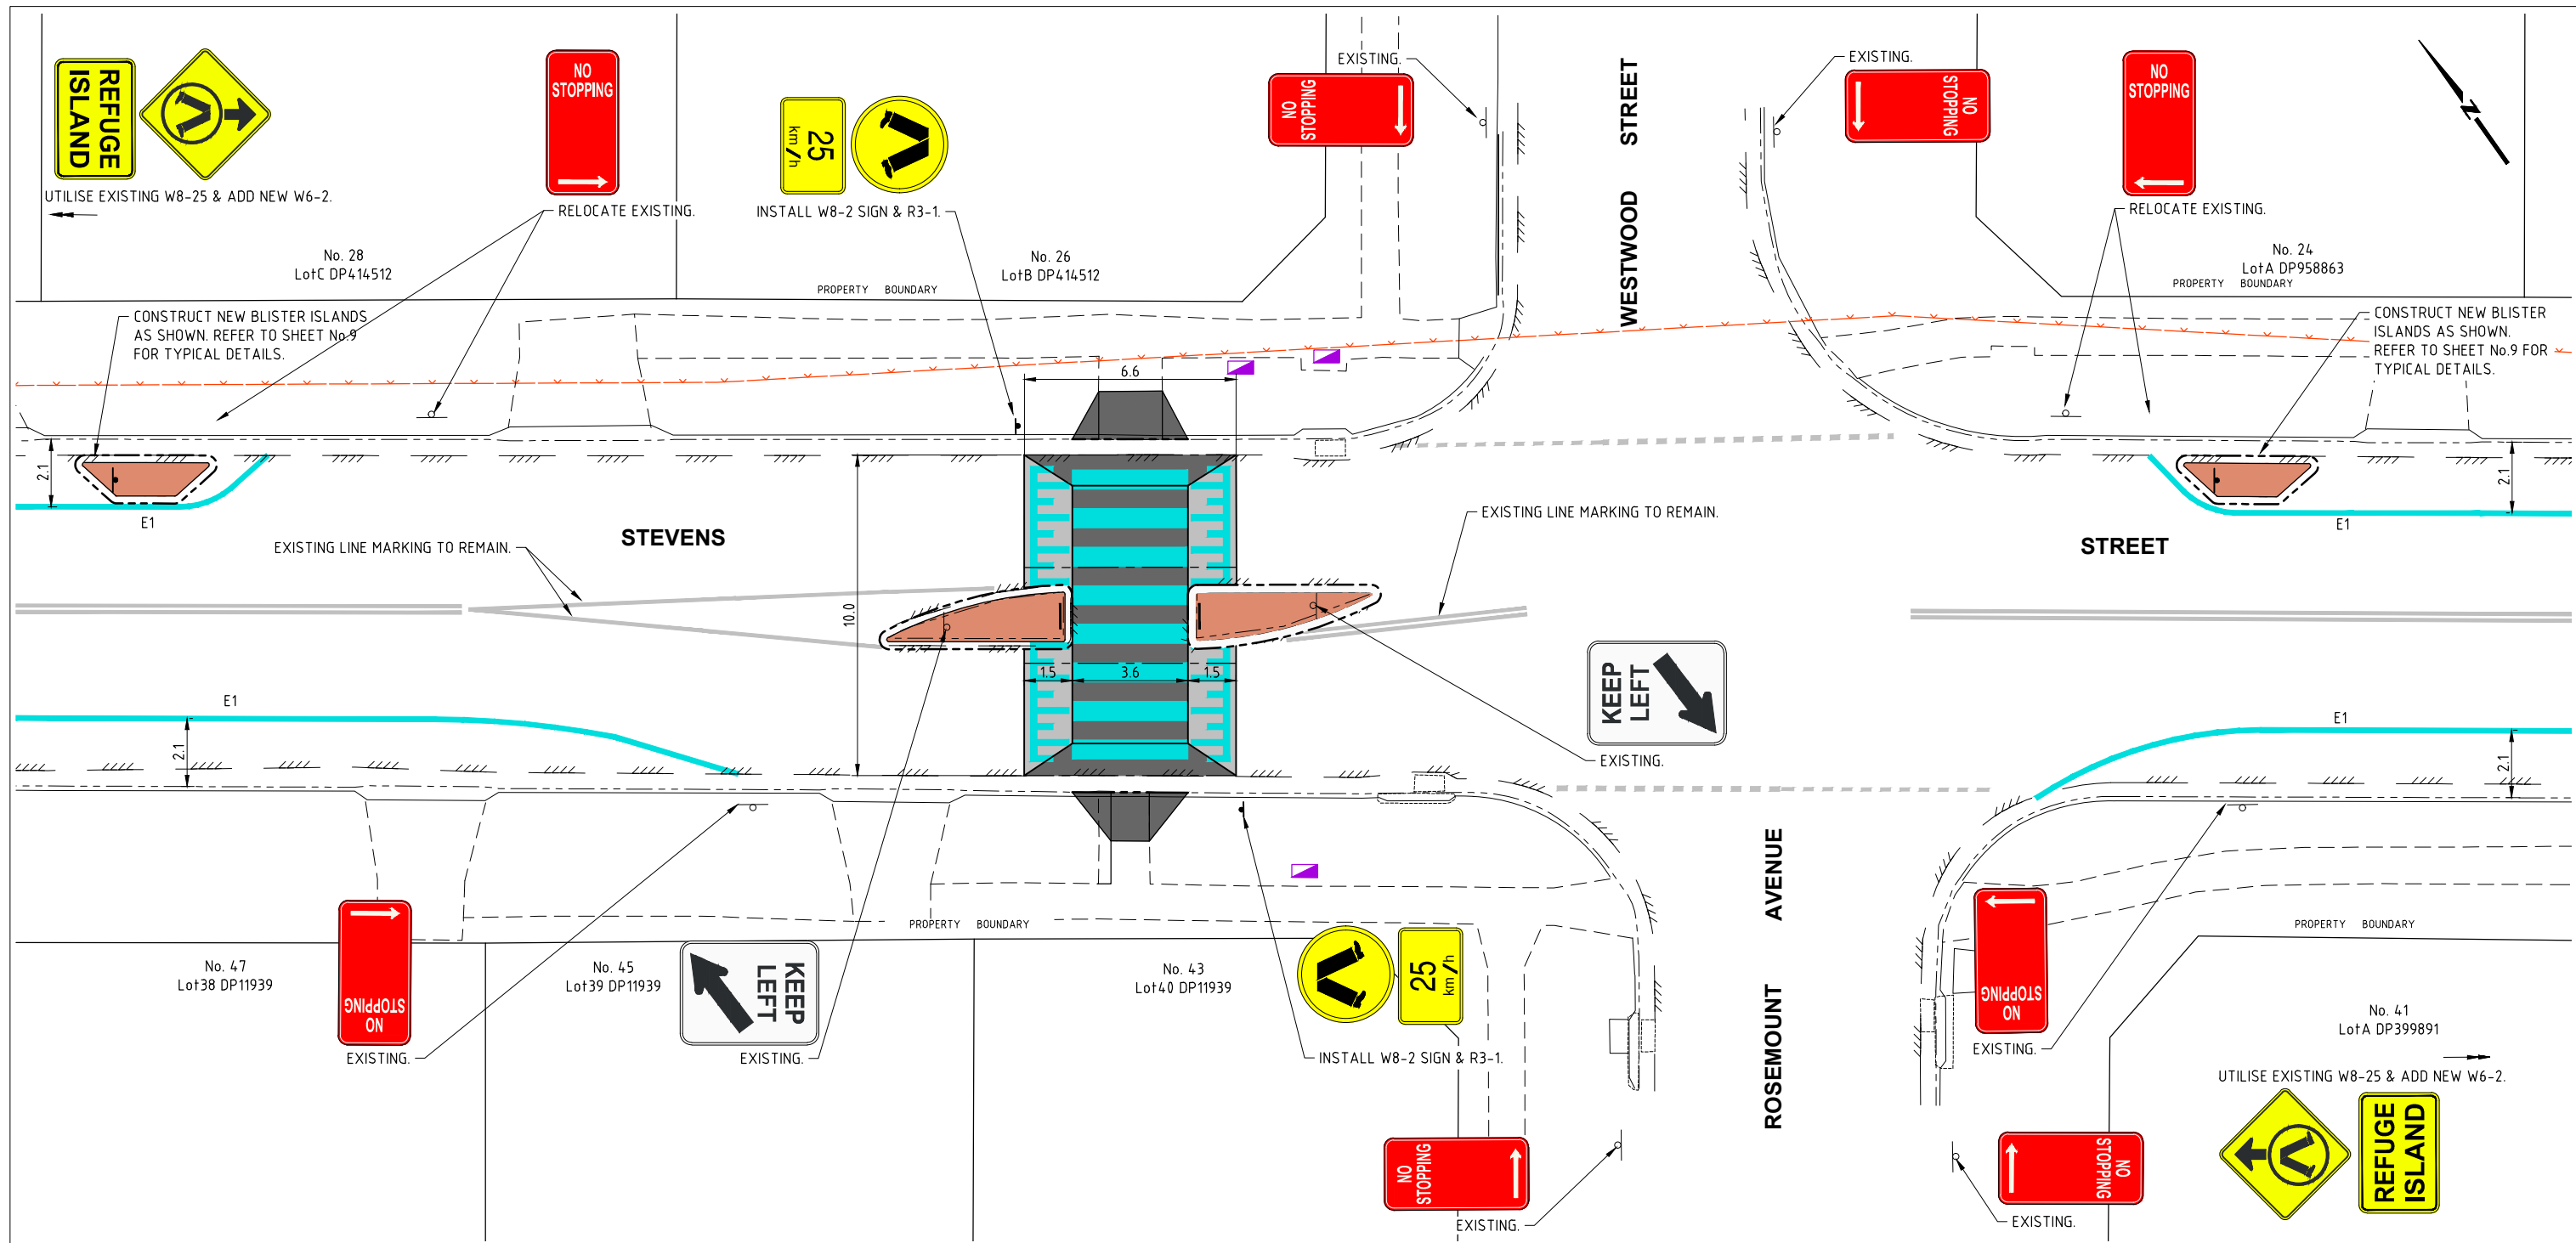 REFUGE
ISLAND
UTILISE EXISTING W8-25 & ADD NEW W6-2.
NO
STOPPING
RELOCATE EXISTING.
25
km/h
INSTALL W8-2 SIGN & R3-1.
EXISTING.
NO
STOPPING
WESTWOOD STREET
EXISTING.
NO
STOPPING
NO
STOPPING
RELOCATE EXISTING.
Z
No. 28
LotC DP414512
No. 26
LotB DP414512
PROPERTY BOUNDARY
No. 24
LotA DP958863
PROPERTY BOUNDARY
CONSTRUCT NEW BLISTER ISLANDS
AS SHOWN. REFER TO SHEET No.9
FOR TYPICAL DETAILS.
CONSTRUCT NEW BLISTER
ISLANDS AS SHOWN.
REFER TO SHEET No.9 FOR
TYPICAL DETAILS.
6.6
2.1
E1
2.1
E1
STEVENS
STREET
EXISTING LINE MARKING TO REMAIN.
EXISTING LINE MARKING TO REMAIN.
10.0
1.5
3.6
1.5
KEEP
LEFT
EXISTING.
E1
2.1
E1
2.1
ROSEMOUNT AVENUE
PROPERTY BOUNDARY
PROPERTY BOUNDARY
No. 47
Lot38 DP11939
NO
STOPPING
EXISTING.
No. 45
Lot39 DP11939
KEEP
LEFT
EXISTING.
No. 43
Lot40 DP11939
25
km/h
INSTALL W8-2 SIGN & R3-1.
NO
STOPPING
EXISTING.
NO
STOPPING
EXISTING.
No. 41
LotA DP399891
UTILISE EXISTING W8-25 & ADD NEW W6-2.
REFUGE
ISLAND
NO
STOPPING
EXISTING.